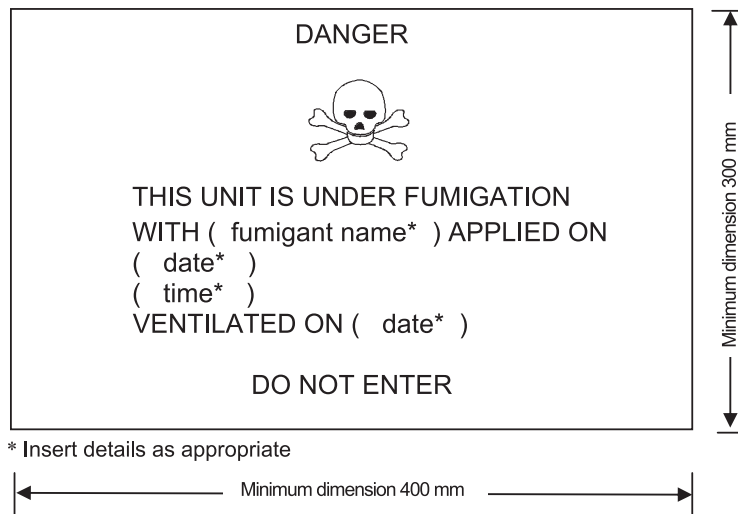 DANGER
THIS UNIT IS UNDER FUMIGATION
WITH ( fumigant name* ) APPLIED ON
( date* )
( time* )
VENTILATED ON ( date* )
DO NOT ENTER
Minimum dimension 300 mm
* Insert details as appropriate
Minimum dimension 400 mm